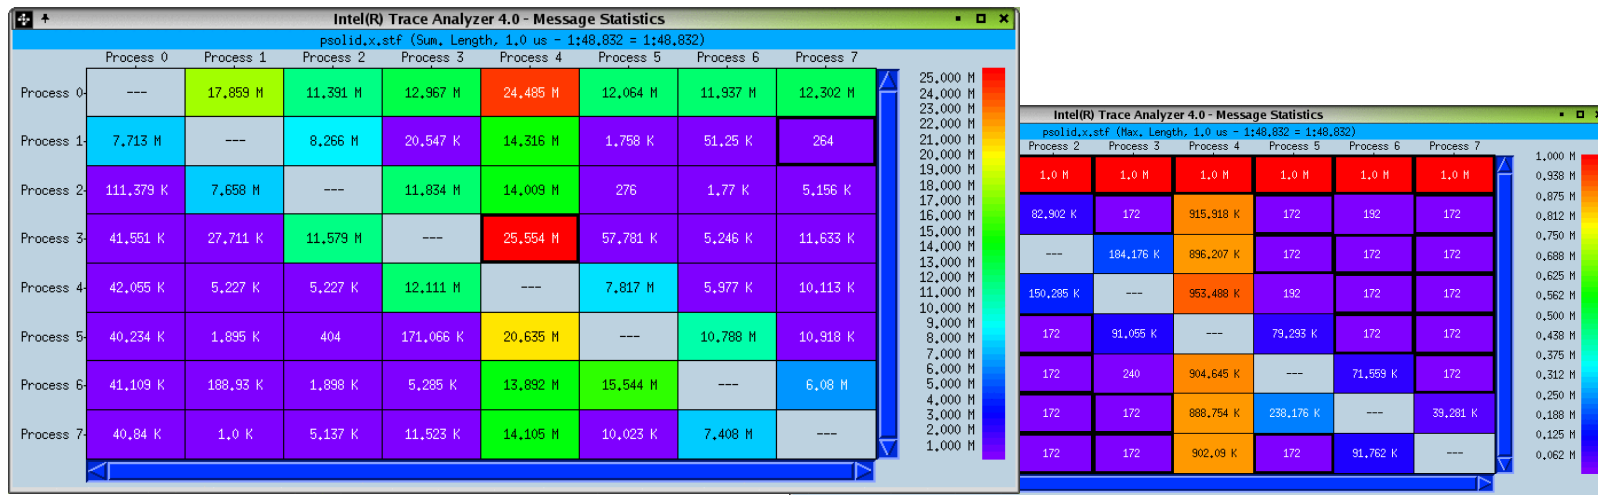 Intel(R) Trace Analyzer 4.0 - Message Statistics
psolid.x.stf (Sum. Length, 1.0 us - 1:48.832 = 1:48.832)
Process 0 Process 1 Process 2 Process 3 Process 4 Process 5 Process 6 Process 7
Process 0 --- 17.859 M 11.391 M 12.967 M 24.485 M 12.064 M 11.937 M 12.302 M
Process 1 7.713 M --- 8.266 M 20.547 K 14.316 M 1.758 K 51.25 K 264
Process 2 111.379 K 7.658 M --- 11.834 M 14.009 M 276 1.77 K 5.156 K
Process 3 41.551 K 27.711 K 11.579 M --- 25.554 M 57.781 K 5.246 K 11.633 K
Process 4 42.055 K 5.227 K 5.227 K 12.111 M --- 7.817 M 5.977 K 10.113 K
Process 5 40.234 K 1.895 K 404 171.066 K 20.635 M --- 10.788 M 10.918 K
Process 6 41.109 K 188.93 K 1.898 K 5.285 K 13.892 M 15.544 M --- 6.08 M
Process 7 40.84 K 1.0 K 5.137 K 11.523 K 14.105 M 10.023 K 7.408 M ---
25.000 M
24.000 M
23.000 M
22.000 M
21.000 M
20.000 M
19.000 M
18.000 M
17.000 M
16.000 M
15.000 M
14.000 M
13.000 M
12.000 M
11.000 M
10.000 M
9.000 M
8.000 M
7.000 M
6.000 M
5.000 M
4.000 M
3.000 M
2.000 M
1.000 M
Intel(R) Trace Analyzer 4.0 - Message Statistics
psolid.x.stf (Max. Length, 1.0 us - 1:48.832 = 1:48.832)
Process 2 Process 3 Process 4 Process 5 Process 6 Process 7
1.0 M 1.0 M 1.0 M 1.0 M 1.0 M 1.0 M
82.902 K 172 915.918 K 172 192 172
--- 184.176 K 896.207 K 172 172 172
150.285 K --- 953.488 K 192 172 172
172 91.055 K --- 79.293 K 172 172
172 240 904.645 K --- 71.559 K 172
172 172 888.754 K 238.176 K --- 39.281 K
172 172 902.09 K 172 91.762 K ---
1.000 M
0.938 M
0.875 M
0.812 M
0.750 M
0.688 M
0.625 M
0.562 M
0.500 M
0.438 M
0.375 M
0.312 M
0.250 M
0.188 M
0.125 M
0.062 M